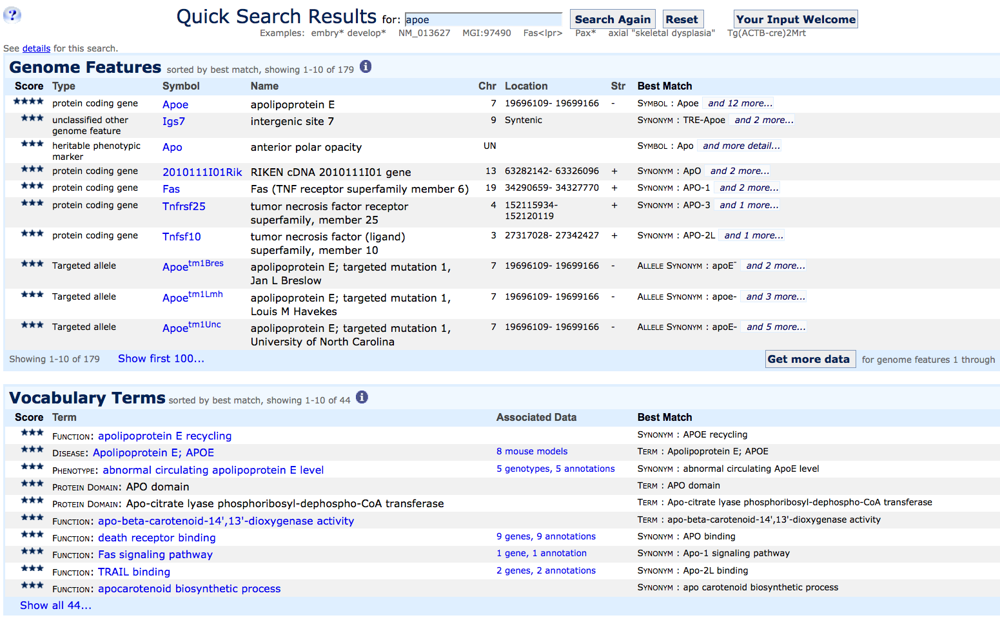 ?
Quick Search Results for: apoe Search Again Reset Your Input Welcome
Examples: embry* develop* NM_013627 MGI:97490 Fas<lpr> Pax* axial "skeletal dysplasia" Tg(ACTB-cre)2Mrt
See details for this search.
Genome Features sorted by best match, showing 1-10 of 179 i
Score Type Symbol Name Chr Location Str Best Match
protein coding gene Apoe apolipoprotein E 7 19696109- 19699166 - Symbol : Apoe and 12 more...
unclassified other Igs7 intergenic site 7 9 Syntenic Synonym : TRE-Apoe and 2 more...
genome feature
heritable phenotypic Apo anterior polar opacity UN Symbol : Apo and more detail...
marker
protein coding gene 2010111I01Rik RIKEN cDNA 2010111I01 gene 13 63282142- 63326096 + Synonym : ApO and 2 more...
protein coding gene Fas Fas (TNF receptor superfamily member 6) 19 34290659- 34327770 + Synonym : APO-1 and 2 more...
protein coding gene Tnfrsf25 tumor necrosis factor receptor 4 152115934- + Synonym : APO-3 and 1 more...
superfamily, member 25 152120119
protein coding gene Tnfsf10 tumor necrosis factor (ligand) 3 27317028- 27342427 + Synonym : APO-2L and 1 more...
superfamily, member 10
Targeted allele Apoetm1Bres apolipoprotein E; targeted mutation 1, 7 19696109- 19699166 - Allele Synonym : apoE- and 2 more...
Jan L Breslow
Targeted allele Apoetm1Lmh apolipoprotein E; targeted mutation 1, 7 19696109- 19699166 - Allele Synonym : apoe- and 3 more...
Louis M Havekes
Targeted allele Apoetm1Unc apolipoprotein E; targeted mutation 1, 7 19696109- 19699166 - Allele Synonym : apoE- and 5 more...
University of North Carolina
Showing 1-10 of 179 Show first 100... Get more data for genome features 1 through
Vocabulary Terms sorted by best match, showing 1-10 of 44 i
Score Term Associated Data Best Match
Function: apolipoprotein E recycling Synonym : APOE recycling
Disease: Apolipoprotein E; APOE 8 mouse models Term : Apolipoprotein E; APOE
Phenotype: abnormal circulating apolipoprotein E level 5 genotypes, 5 annotations Synonym : abnormal circulating ApoE level
Protein Domain: APO domain Term : APO domain
Protein Domain: Apo-citrate lyase phosphoribosyl-dephospho-CoA transferase Term : Apo-citrate lyase phosphoribosyl-dephospho-CoA transferase
Function: apo-beta-carotenoid-14',13'-dioxygenase activity Term : apo-beta-carotenoid-14',13'-dioxygenase activity
Function: death receptor binding 9 genes, 9 annotations Synonym : APO binding
Function: Fas signaling pathway 1 gene, 1 annotation Synonym : Apo-1 signaling pathway
Function: TRAIL binding 2 genes, 2 annotations Synonym : Apo-2L binding
Function: apocarotenoid biosynthetic process Synonym : apo carotenoid biosynthetic process
Show all 44...